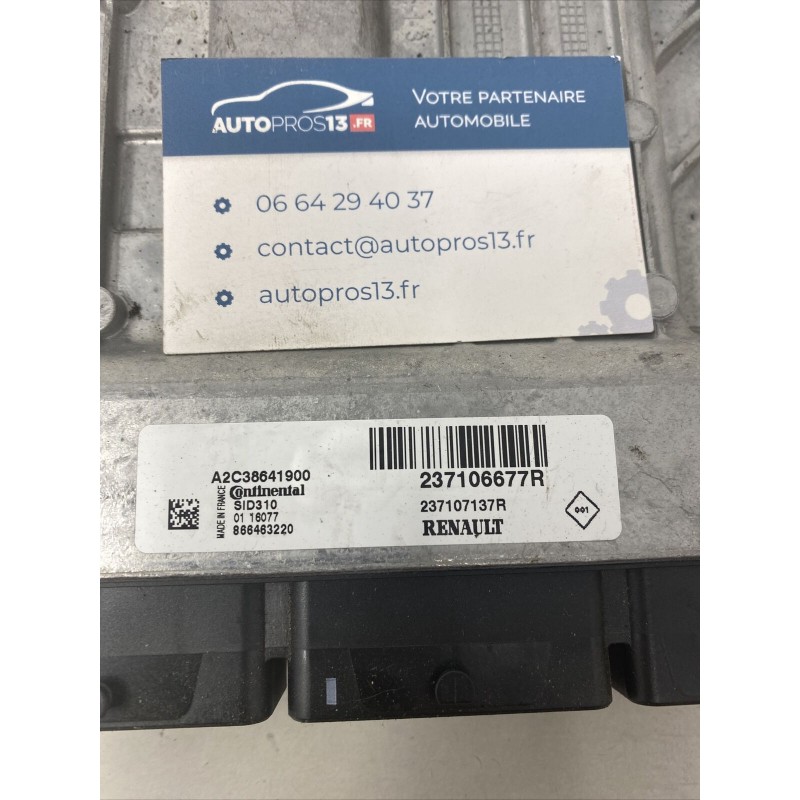 AUTOPROS13.FR
VOTRE PARTENAIRE
AUTOMOBILE
06 64 29 40 37
contact@autopros13.fr
autopros13.fr
MADE IN FRANCE
A2C38641900
Continental
SID310
01 16077
866463220
237106677R
237107137R
RENAULT
001